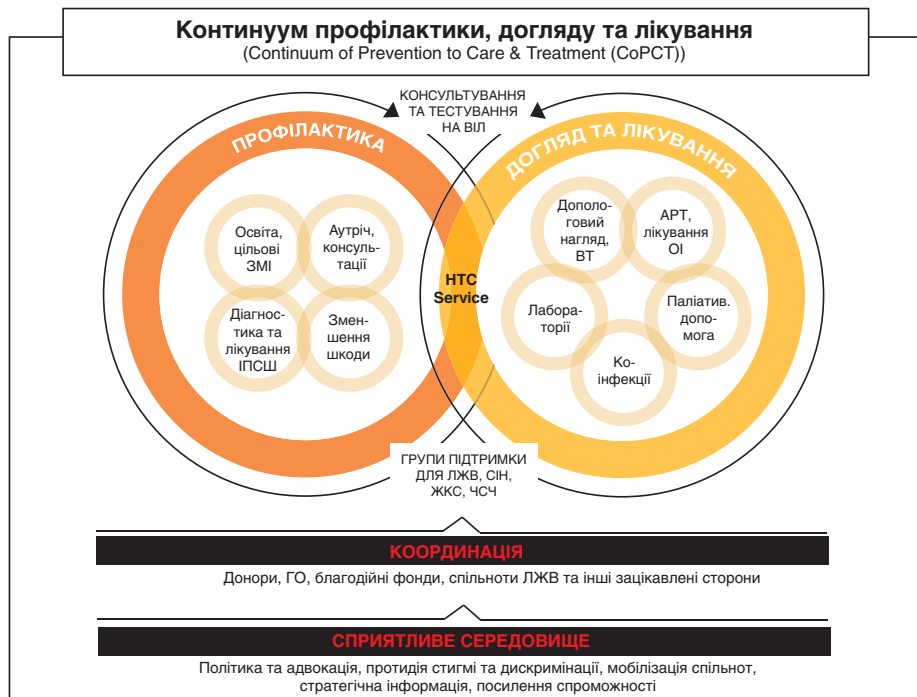 Континуум профілактики, догляду та лікування
(Continuum of Prevention to Care & Treatment (CoPCT))
КОНСУЛЬТУВАННЯ
ТА ТЕСТУВАННЯ
НА ВІЛ
ПРОФІЛАКТИКА
ДОГЛЯД ТА ЛІКУВАННЯ
Освіта,
цільові
ЗМІ
Аутріч,
консуль-
тації
Діагнос-
тика та
лікування
ІПСШ
Змен-
шення
шкоди
HTC
Service
Дополо-
говий
нагляд,
ВТ
АРТ,
лікування
ОІ
Лабора-
торії
Паліатив.
допо-
мога
Ко-
інфекції
ГРУПИ ПІДТРИМКИ
ДЛЯ ЛЖВ, СІН,
ЖКС, ЧСЧ
КООРДИНАЦІЯ
Донори, ГО, благодійні фонди, спільноти ЛЖВ та інші зацікавлені сторони
СПРИЯТЛИВЕ СЕРЕДОВИЩЕ
Політика та адвокація, протидія стигмі та дискримінації, мобілізація спільнот,
стратегічна інформація, посилення спроможності